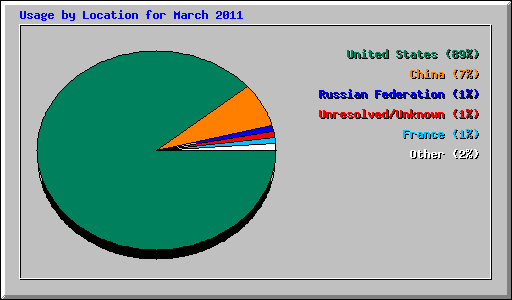 Usage by Location for March 2011
United States (89%)
China (7%)
Russian Federation (1%)
Unresolved/Unknown (1%)
France (1%)
Other (2%)